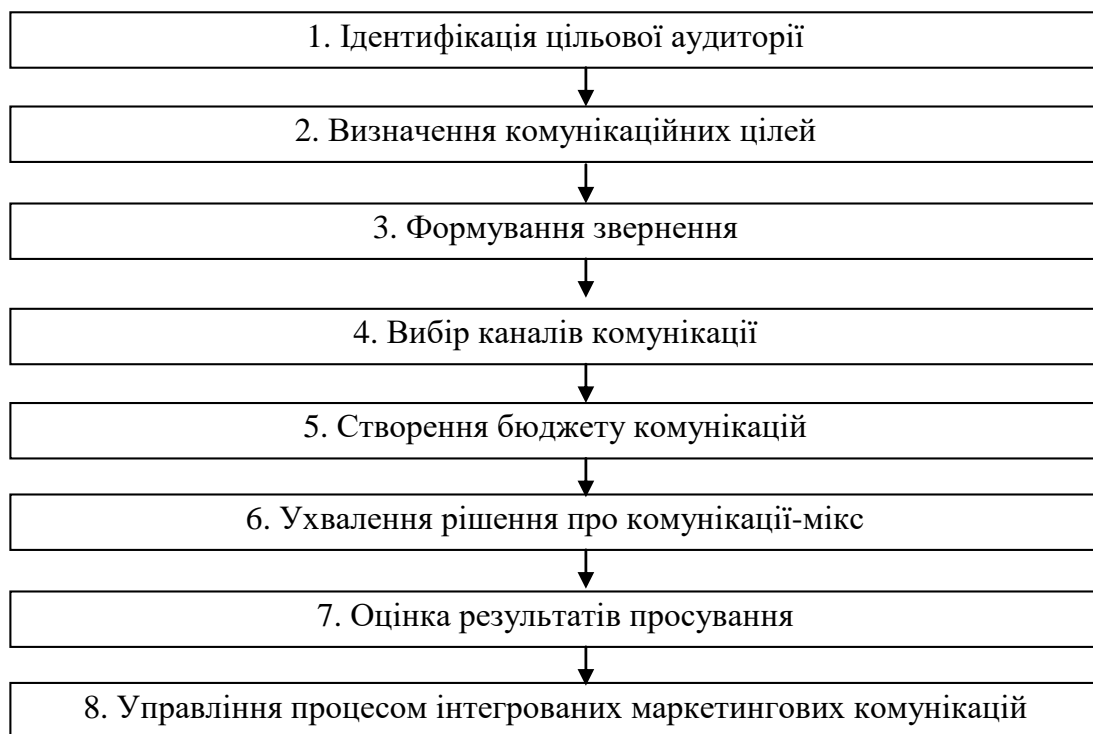 1. Ідентифікація цільової аудиторії
2. Визначення комунікаційних цілей
3. Формування звернення
4. Вибір каналів комунікації
5. Створення бюджету комунікацій
6. Ухвалення рішення про комунікації-мікс
7. Оцінка результатів просування
8. Управління процесом інтегрованих маркетингових комунікацій